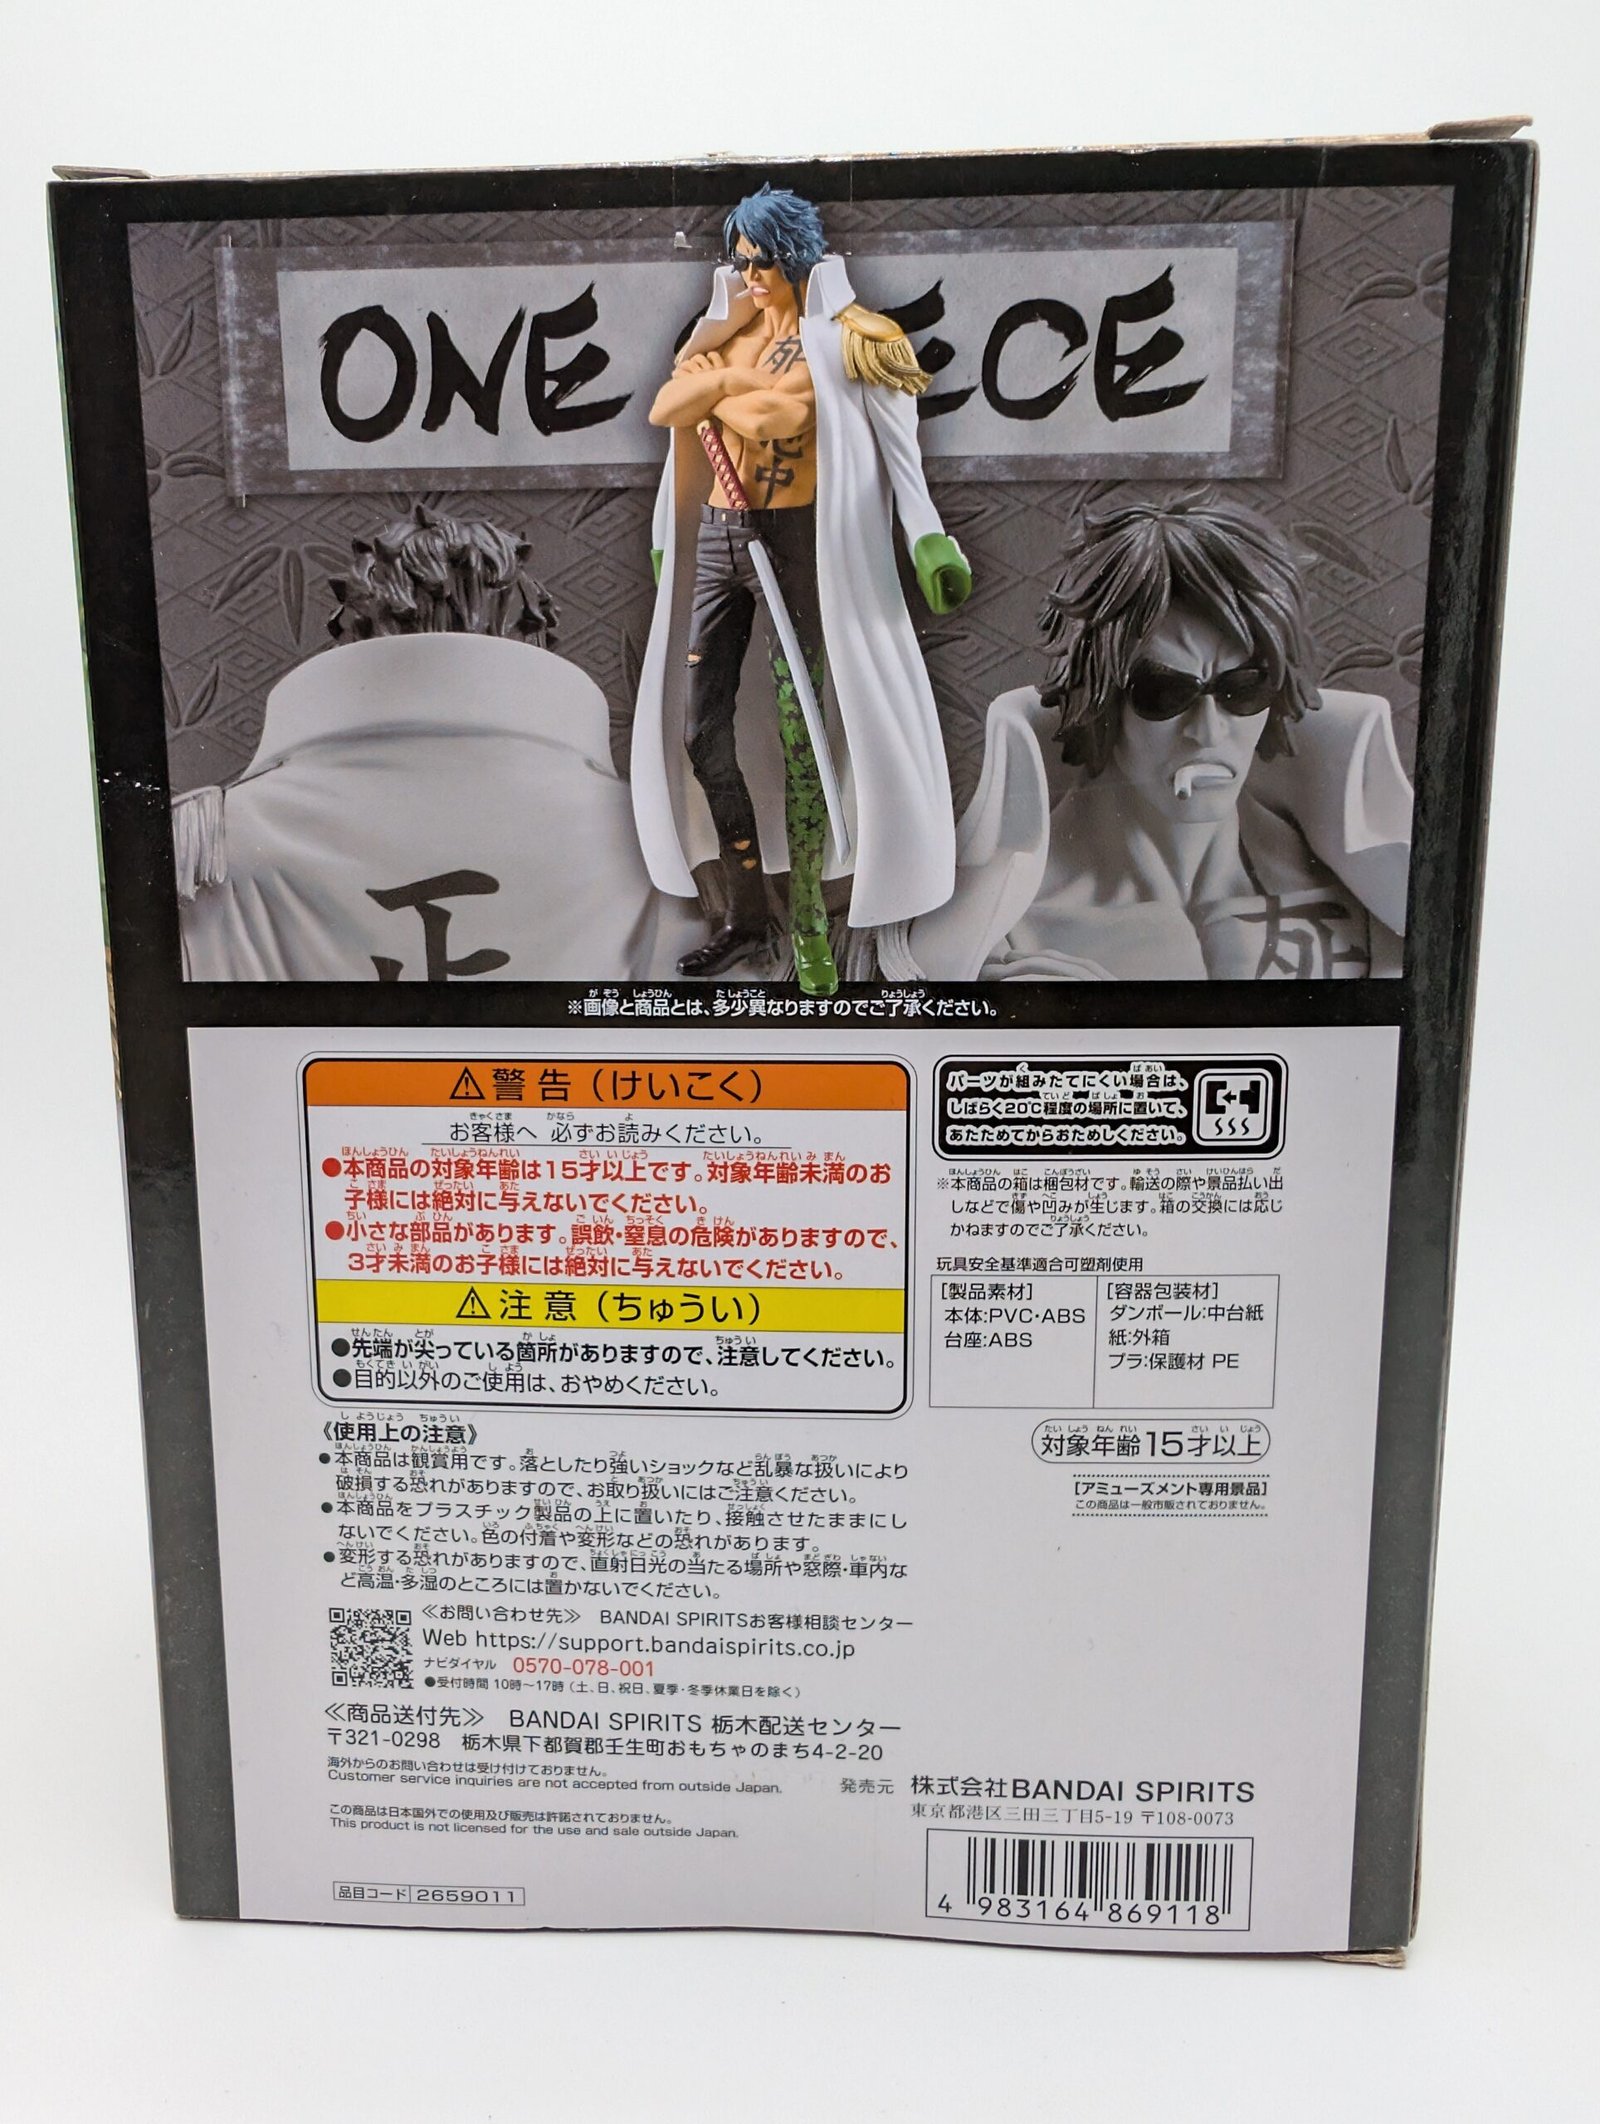 ONE PIECE
死
中
正
死
※画像と商品とは、多少異なりますのでご了承ください。
⚠警告（けいこく）
お客様へ 必ずお読みください。
●本商品の対象年齢は15才以上です。対象年齢未満のお
子様には絶対に与えないでください。
●小さな部品があります。誤飲・窒息の危険がありますので、
3才未満のお子様には絶対に与えないでください。
⚠注意（ちゅうい）
●先端が尖っている箇所がありますので、注意してください。
●目的以外のご使用は、おやめください。
《使用上の注意》
●本商品は観賞用です。落としたり強いショックなど乱暴な扱いにより
破損する恐れがありますので、お取り扱いにはご注意ください。
●本商品をプラスチック製品の上に置いたり、接触させたままにし
ないでください。色の付着や変形などの恐れがあります。
●変形する恐れがありますので、直射日光の当たる場所や窓際・車内な
ど高温・多湿のところには置かないでください。
≪お問い合わせ先≫ BANDAI SPIRITSお客様相談センター
Web https://support.bandaispirits.co.jp
ナビダイヤル 0570-078-001
●受付時間 10時～17時（土、日、祝日、夏季・冬季休業日を除く）
≪商品送付先≫ BANDAI SPIRITS 栃木配送センター
〒321-0298 栃木県下都賀郡壬生町おもちゃのまち4-2-20
海外からのお問い合わせは受け付けておりません。
Customer service inquiries are not accepted from outside Japan.
この商品は日本国外での使用及び販売は許諾されておりません。
This product is not licensed for the use and sale outside Japan.
品目コード 2659011
パーツが組みたてにくい場合は、
しばらく20℃程度の場所に置いて、
あたためてからおためしください。
※本商品の箱は梱包材です。輸送の際や景品払い出
しなどで傷や凹みが生じます。箱の交換には応じ
かねますのでご了承ください。
玩具安全基準適合可塑剤使用
[製品素材]
本体:PVC・ABS
台座:ABS
[容器包装材]
ダンボール:中台紙
紙:外箱
プラ:保護材 PE
対象年齢15才以上
[アミューズメント専用景品]
この商品は一般市販されておりません。
発売元 株式会社BANDAI SPIRITS
東京都港区三田三丁目5-19 〒108-0073
4 983164 869118